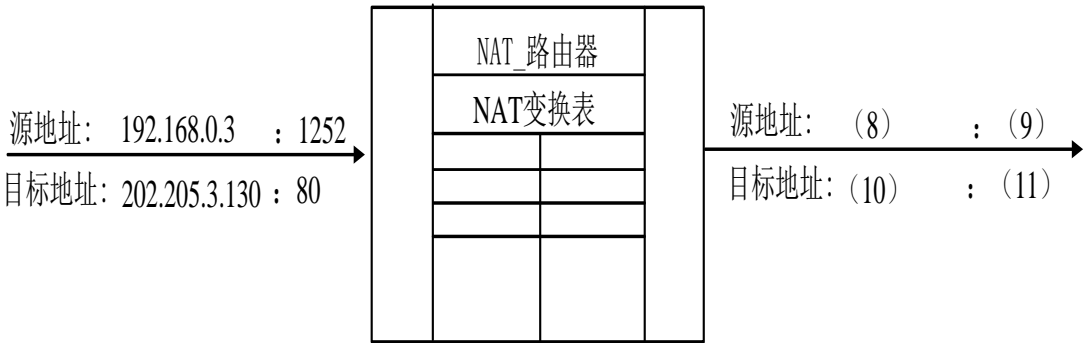 NAT_路由器
NAT变换表
源地址: 192.168.0.3 : 1252
目标地址: 202.205.3.130 : 80
源地址: (8) : (9)
目标地址: (10) : (11)